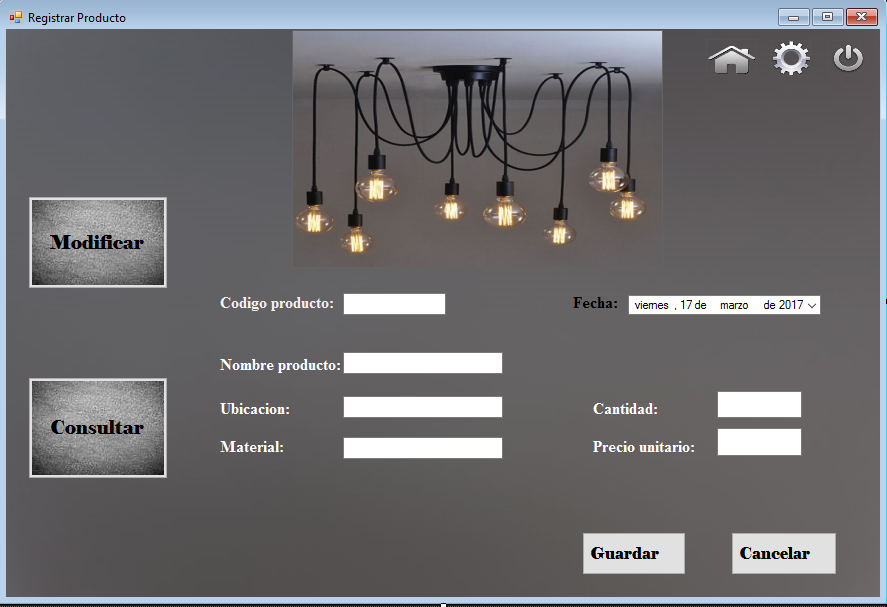 Registrar Producto
Modificar
Codigo producto:
Fecha: viernes , 17 de marzo de 2017
Nombre producto:
Ubicacion:
Cantidad:
Consultar
Material:
Precio unitario:
Guardar
Cancelar